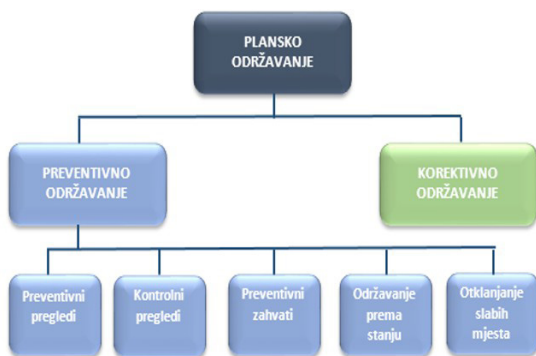 PLANSKO
ODRŽAVANJE
PREVENTIVNO
ODRŽAVANJE
KOREKTIVNO
ODRŽAVANJE
Preventivni
pregledi
Kontrolni
pregledi
Preventivni
zahvati
Održavanje
prema
stanju
Otklanjanje
slabih
mjesta